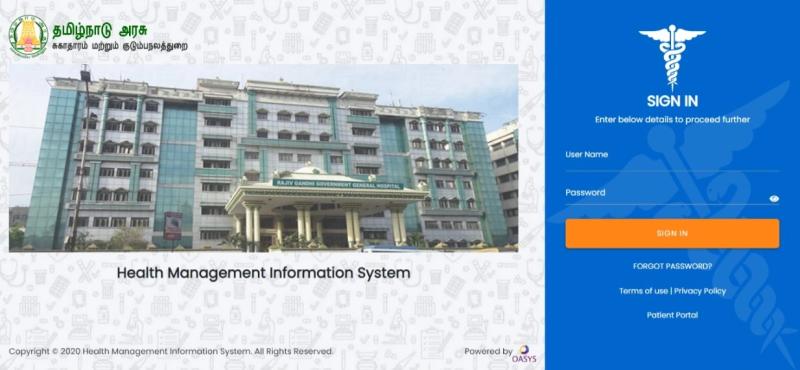 தமிழ்நாடு அரசு
சுகாதாரம் மற்றும் குடும்பநலத்துறை
RAJIV GANDHI GOVERNMENT GENERAL HOSPITAL
Health Management Information System
Copyright © 2020 Health Management Information System. All Rights Reserved.
Powered by OASYS
SIGN IN
Enter below details to proceed further
User Name
Password
SIGN IN
FORGOT PASSWORD?
Terms of use | Privacy Policy
Patient Portal